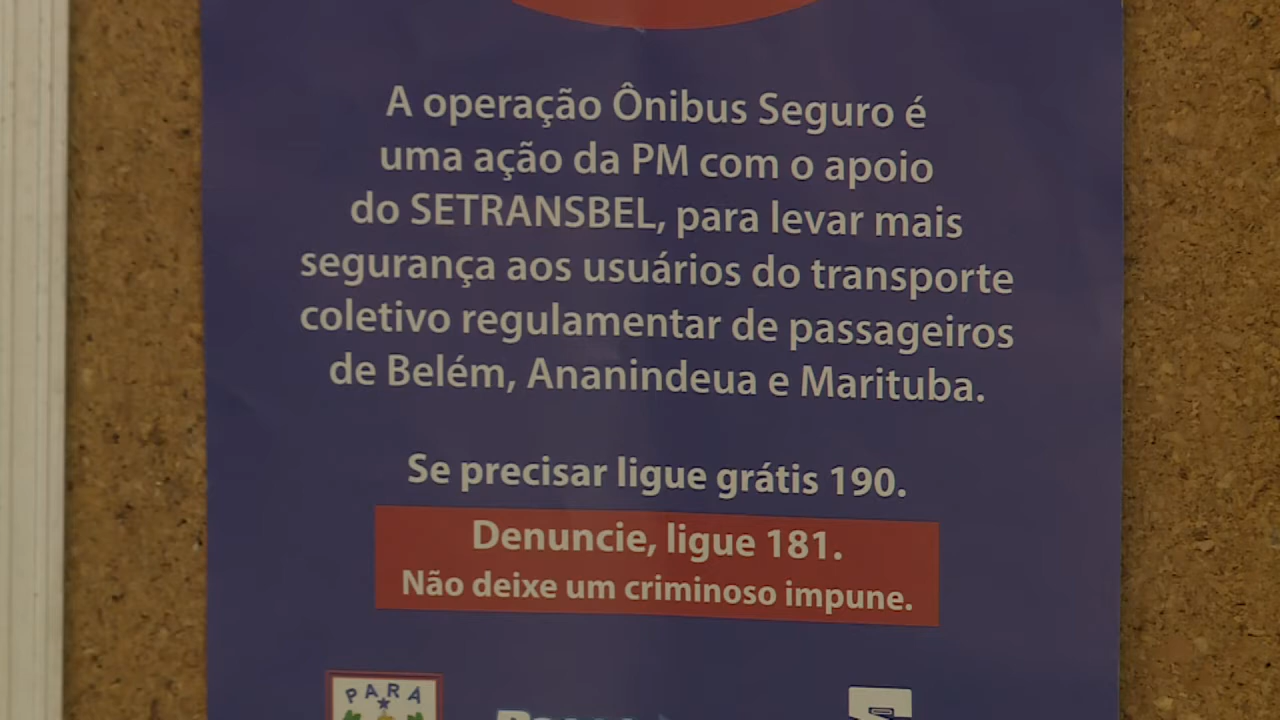 A operação Ônibus Seguro é
uma ação da PM com o apoio
do SETRANSBEL, para levar mais
segurança aos usuários do transporte
coletivo regulamentar de passageiros
de Belém, Ananindeua e Marituba.
Se precisar ligue grátis 190.
Denuncie, ligue 181.
Não deixe um criminoso impune.
PARÁ